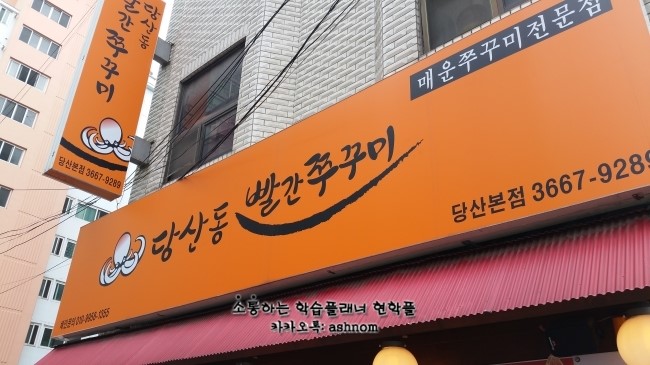 당산동
빨간쭈꾸미
당산본점 3667-9289
매운쭈꾸미전문점
당산동 빨간쭈꾸미
당산본점 3667-9289
소통하는 학습플래너 현학플
카카오톡: ashnom